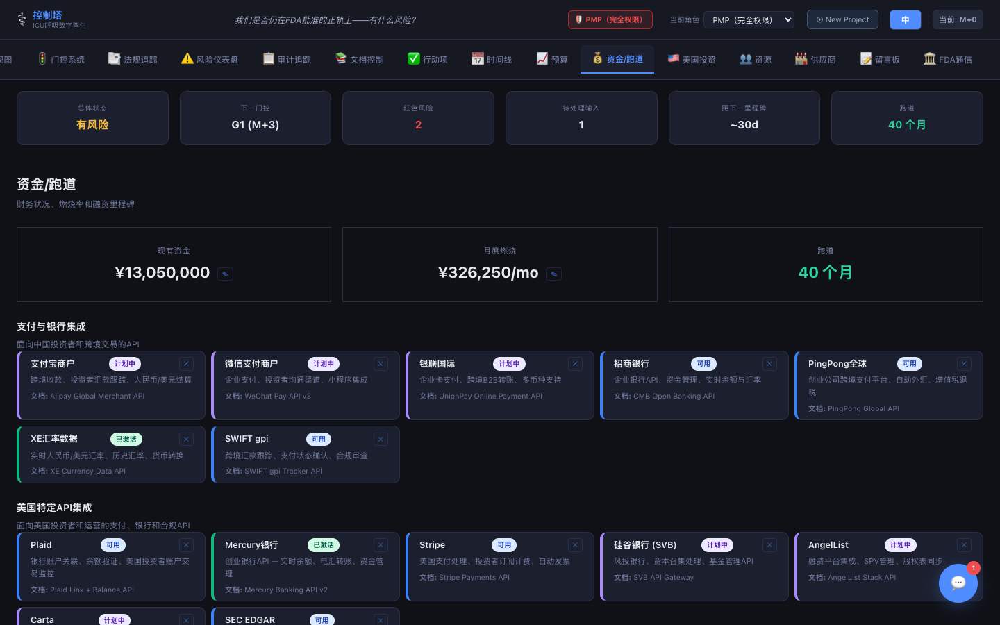 控制塔
ICU呼吸数字孪生
我们是否仍在FDA批准的正轨上——有什么风险?
PMP（完全权限）
当前角色
PMP（完全权限）
New Project
中
当前: M+0
视图
门控系统
法规追踪
风险仪表盘
审计追踪
文档控制
行动项
时间线
预算
资金/跑道
美国投资
资源
供应商
留言板
FDA通信
总体状态
有风险
下一门控
G1 (M+3)
红色风险
2
待处理输入
1
距下一里程碑
~30d
跑道
40 个月
资金/跑道
财务状况、燃烧率和融资里程碑
现有资金
¥13,050,000
月度燃烧
¥326,250/mo
跑道
40 个月
支付与银行集成
面向中国投资者和跨境交易的API
支付宝商户
计划中
×
跨境收款、投资者汇款跟踪、人民币/美元结算
文档: Alipay Global Merchant API
微信支付商户
计划中
×
企业支付、投资者沟通渠道、小程序集成
文档: WeChat Pay API v3
银联国际
计划中
×
企业卡支付、跨境B2B转账、多币种支持
文档: UnionPay Online Payment API
招商银行
可用
×
企业银行API、资金管理、实时余额与汇率
文档: CMB Open Banking API
PingPong全球
可用
×
创业公司跨境支付平台、自动外汇、增值税退
税
文档: PingPong Global API
XE汇率数据
已激活
×
实时人民币/美元汇率、历史汇率、货币转换
文档: XE Currency Data API
SWIFT gpi
可用
×
跨境汇款跟踪、支付状态确认、合规审查
文档: SWIFT gpi Tracker API
美国特定API集成
面向美国投资者和运营的支付、银行和合规API
Plaid
可用
×
银行账户关联、余额验证、美国投资者账户交
易监控
文档: Plaid Link + Balance API
Mercury银行
已激活
×
创业银行API — 实时余额、电汇转账、资金管
理
文档: Mercury Banking API v2
Stripe
可用
×
美国支付处理、投资者订阅计费、自动发票
文档: Stripe Payments API
硅谷银行 (SVB)
计划中
×
风投银行、资本召集处理、基金管理API
文档: SVB API Gateway
AngelList
计划中
×
融资平台集成、SPV管理、股权表同步
文档: AngelList Stack API
1
Carta
计划中
×
SEC EDGAR
可用
×